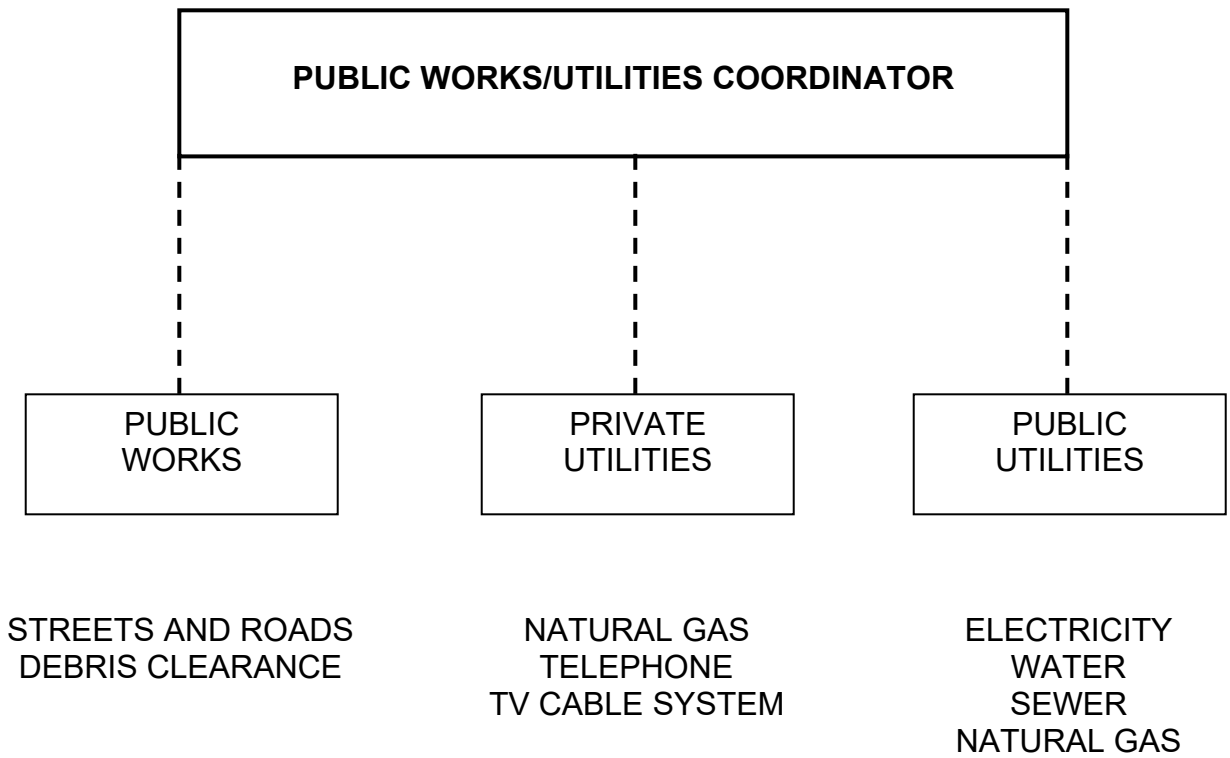 PUBLIC WORKS/UTILITIES COORDINATOR
PUBLIC
WORKS
PRIVATE
UTILITIES
PUBLIC
UTILITIES
STREETS AND ROADS
DEBRIS CLEARANCE
NATURAL GAS
TELEPHONE
TV CABLE SYSTEM
ELECTRICITY
WATER
SEWER
NATURAL GAS